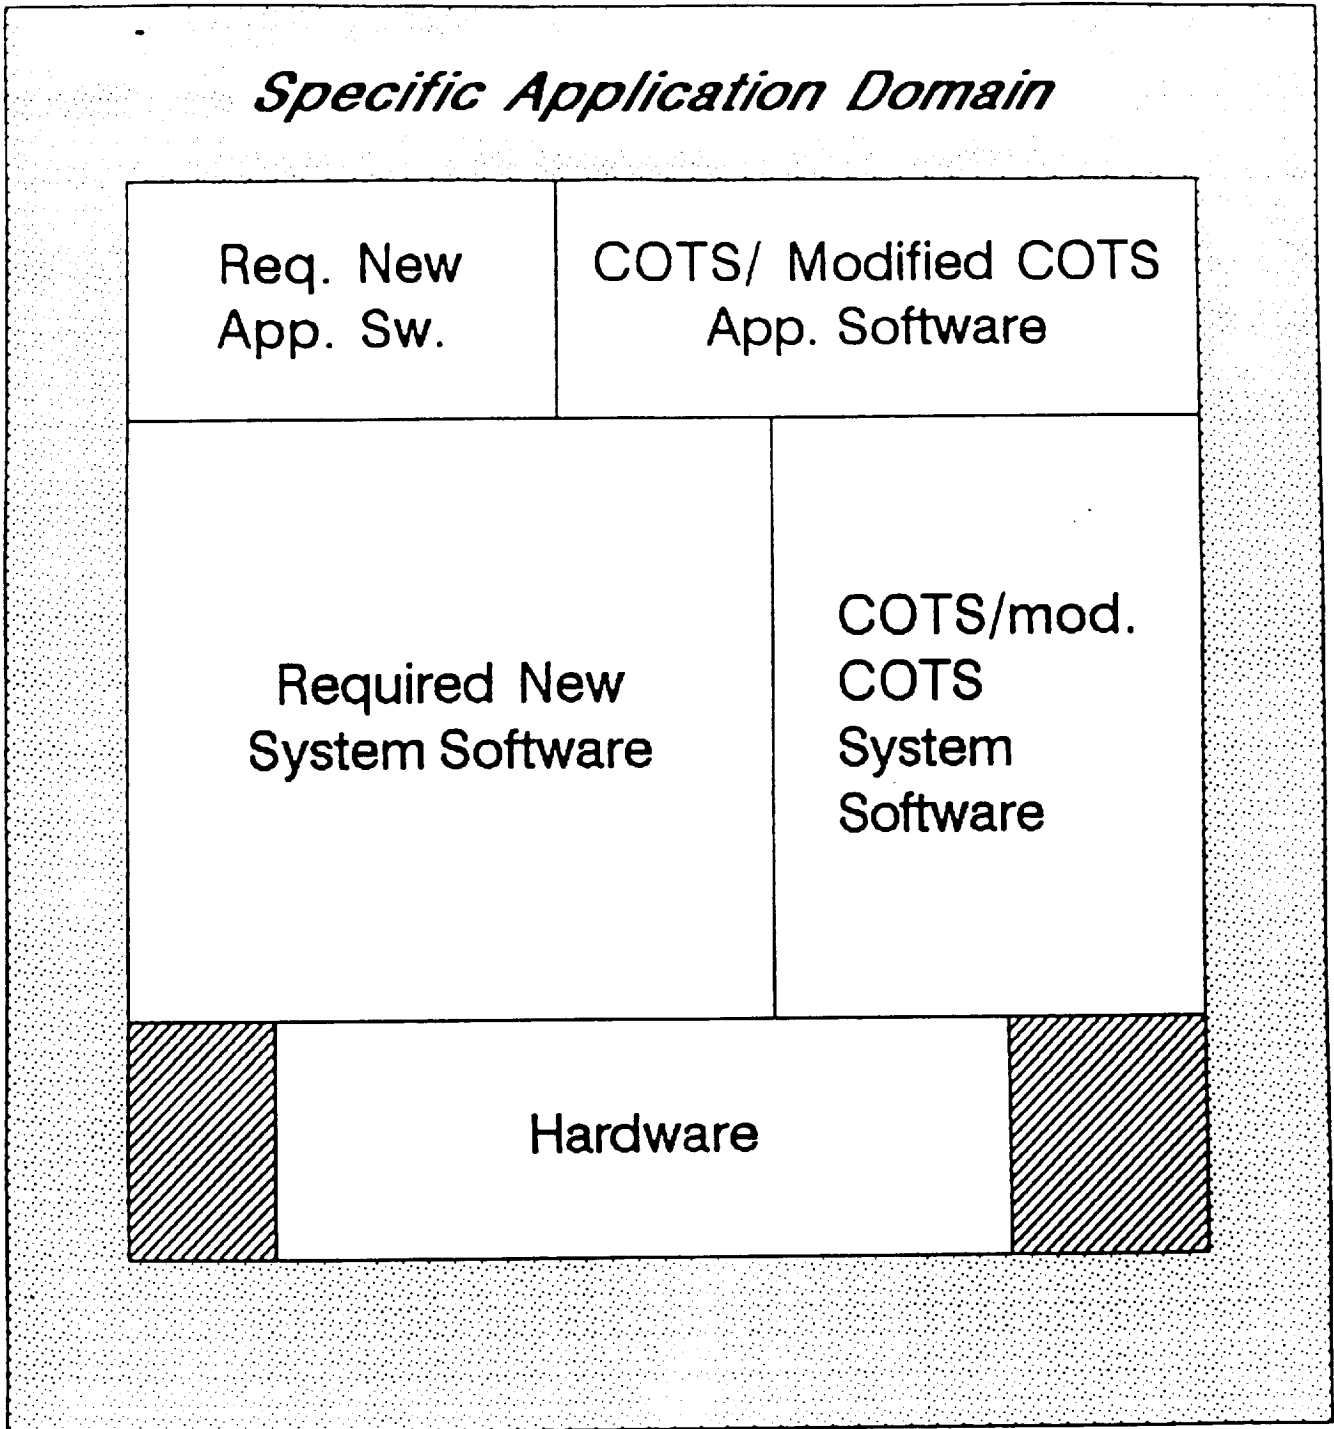 Specific Application Domain
Req. New
App. Sw.
COTS/ Modified COTS
App. Software
Required New
System Software
COTS/mod.
COTS
System
Software
Hardware